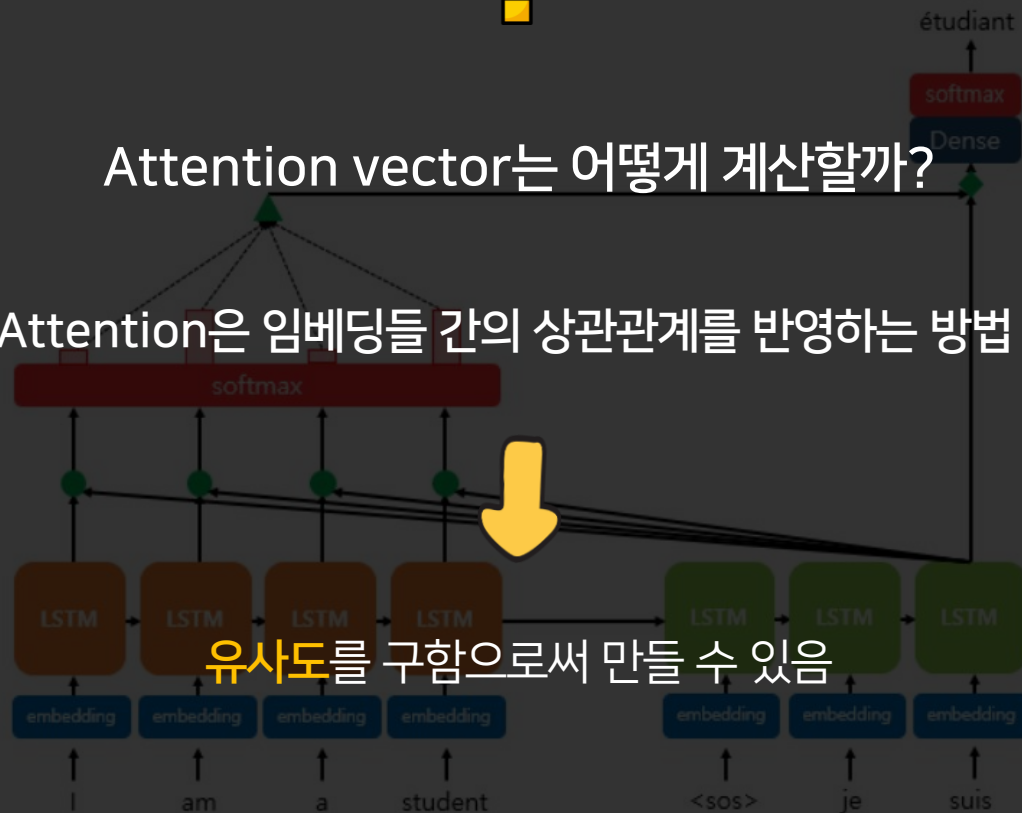 étudiant
softmax
Dense
Attention vector는 어떻게 계산할까?
Attention은 임베딩들 간의 상관관계를 반영하는 방법
softmax
LSTM LSTM LSTM LSTM LSTM LSTM LSTM
유사도를 구함으로써 만들 수 있음
embedding embedding embedding embedding embedding embedding embedding
I am a student <sos> je suis